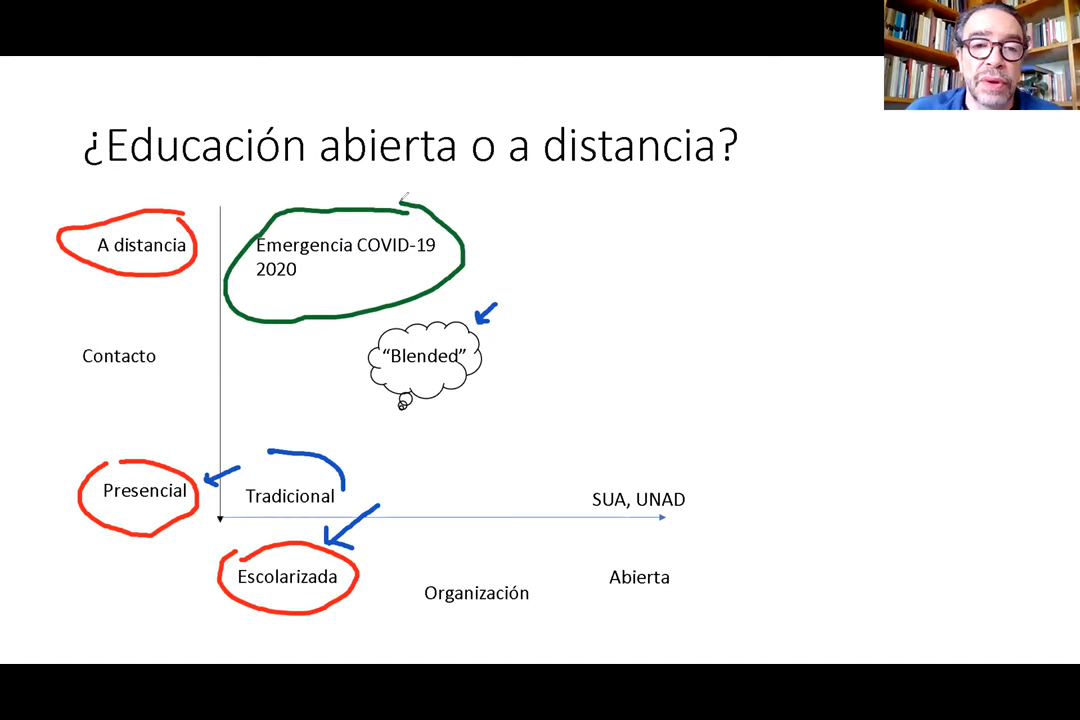 ¿Educación abierta o a distancia?
A distancia
Emergencia COVID-19
2020
Contacto
“Blended”
Presencial
Tradicional
SUA, UNAD
Escolarizada
Organización
Abierta